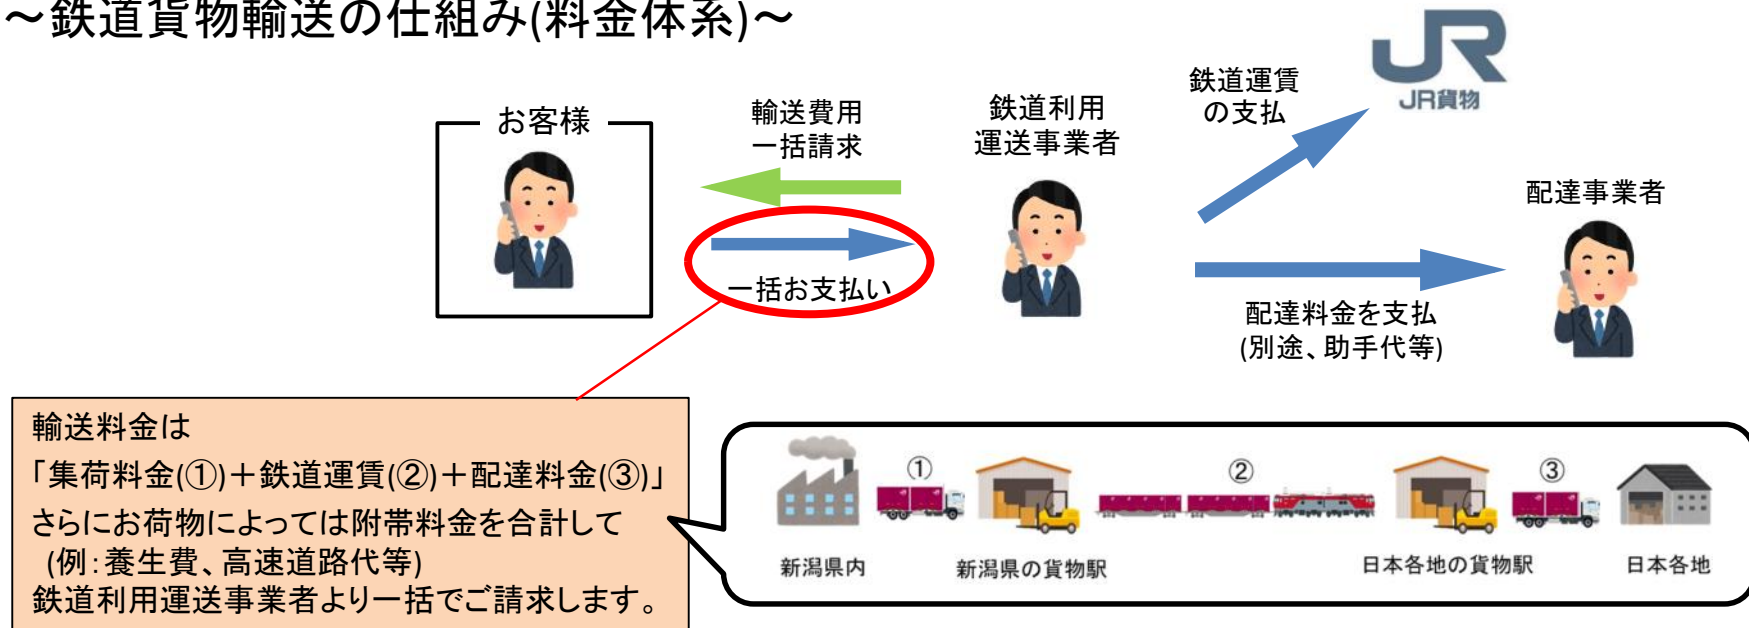 ～鉄道貨物輸送の仕組み(料金体系)～
JR
JR貨物
お客様
輸送費用
一括請求
鉄道利用
運送事業者
鉄道運賃
の支払
配達事業者
一括お支払い
配達料金を支払
(別途、助手代等)
輸送料金は
「集荷料金(①)＋鉄道運賃(②)＋配達料金(③)」
さらにお荷物によっては附帯料金を合計して
(例：養生費、高速道路代等)
鉄道利用運送事業者より一括でご請求します。
① ② ③
新潟県内 新潟県の貨物駅 日本各地の貨物駅 日本各地